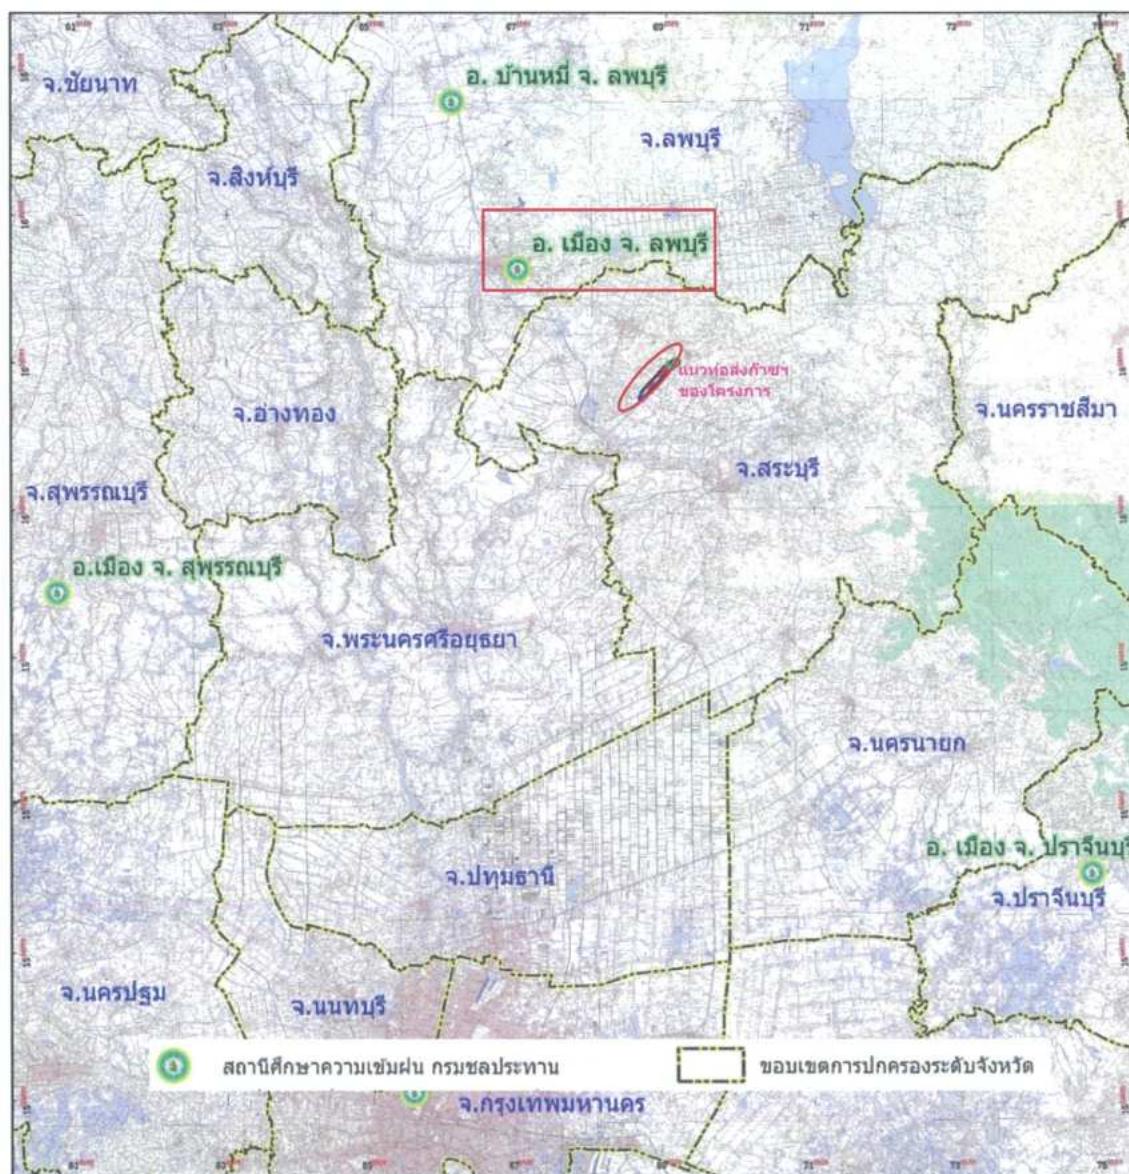 อ. บ้านหมี่ จ. ลพบุรี
จ.ชัยนาท
จ.ลพบุรี
จ.สิงห์บุรี
อ. เมือง จ. ลพบุรี
แนวท่อส่งก๊าซฯ
ของโครงการ
จ.นครราชสีมา
จ.อ่างทอง
จ.สระบุรี
จ.สุพรรณบุรี
อ.เมือง จ. สุพรรณบุรี
จ.พระนครศรีอยุธยา
จ.นครนายก
อ. เมือง จ. ปราจีนบุรี
จ.ปทุมธานี
จ.ปราจีนบุรี
จ.นครปฐม
จ.นนทบุรี
สถานีศึกษาความเข้มฝน กรมชลประทาน
ขอบเขตการปกครองระดับจังหวัด
จ.กรุงเทพมหานคร